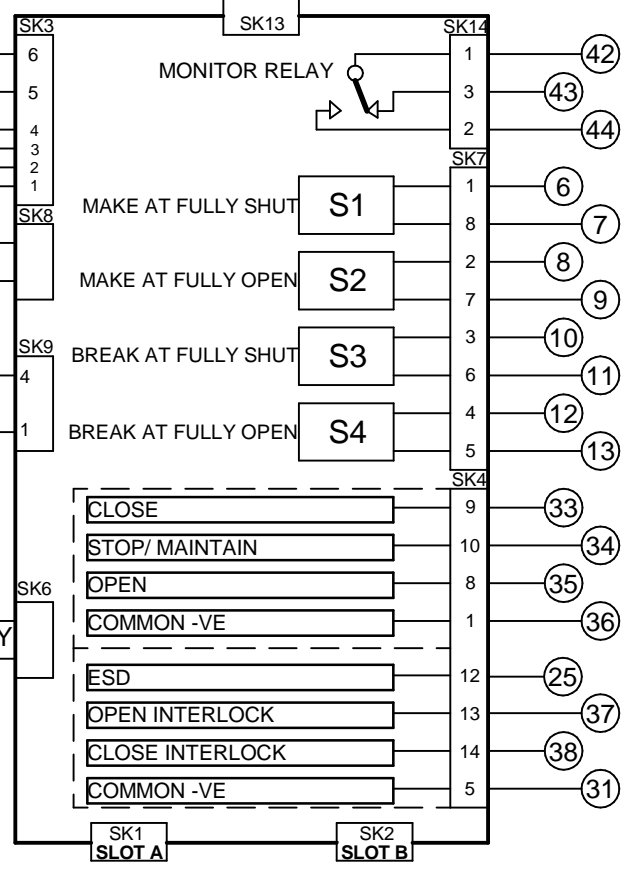 SK3
SK13
SK14
6
5
4
3
2
1
MONITOR RELAY
1
42
3
43
2
44
SK7
SK8
MAKE AT FULLY SHUT
S1
1
6
8
7
MAKE AT FULLY OPEN
S2
2
8
7
9
SK9
4
1
BREAK AT FULLY SHUT
S3
3
10
6
11
BREAK AT FULLY OPEN
S4
4
12
5
13
SK4
CLOSE
9
33
STOP/ MAINTAIN
10
34
SK6
Y
OPEN
8
35
COMMON -VE
1
36
ESD
12
25
OPEN INTERLOCK
13
37
CLOSE INTERLOCK
14
38
COMMON -VE
5
31
SK1
SLOT A
SK2
SLOT B